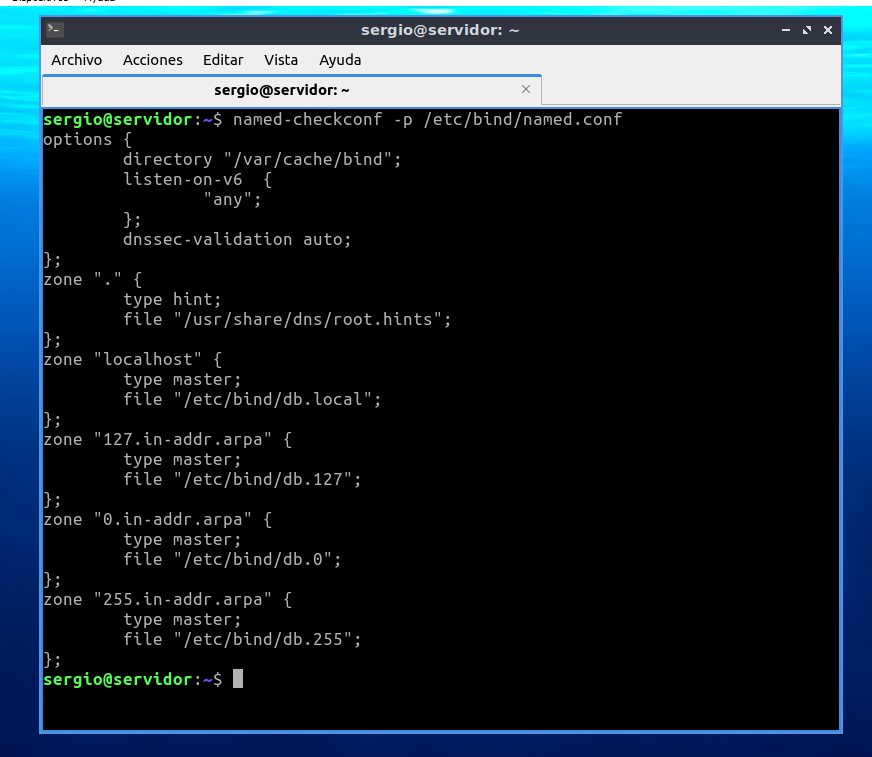 Dispositivos Ayuda
sergio@servidor: ~
Archivo Acciones Editar Vista Ayuda
sergio@servidor: ~
sergio@servidor:~$ named-checkconf -p /etc/bind/named.conf
options {
        directory "/var/cache/bind";
        listen-on-v6  {
                "any";
        };
        dnssec-validation auto;
};
zone "." {
        type hint;
        file "/usr/share/dns/root.hints";
};
zone "localhost" {
        type master;
        file "/etc/bind/db.local";
};
zone "127.in-addr.arpa" {
        type master;
        file "/etc/bind/db.127";
};
zone "0.in-addr.arpa" {
        type master;
        file "/etc/bind/db.0";
};
zone "255.in-addr.arpa" {
        type master;
        file "/etc/bind/db.255";
};
sergio@servidor:~$